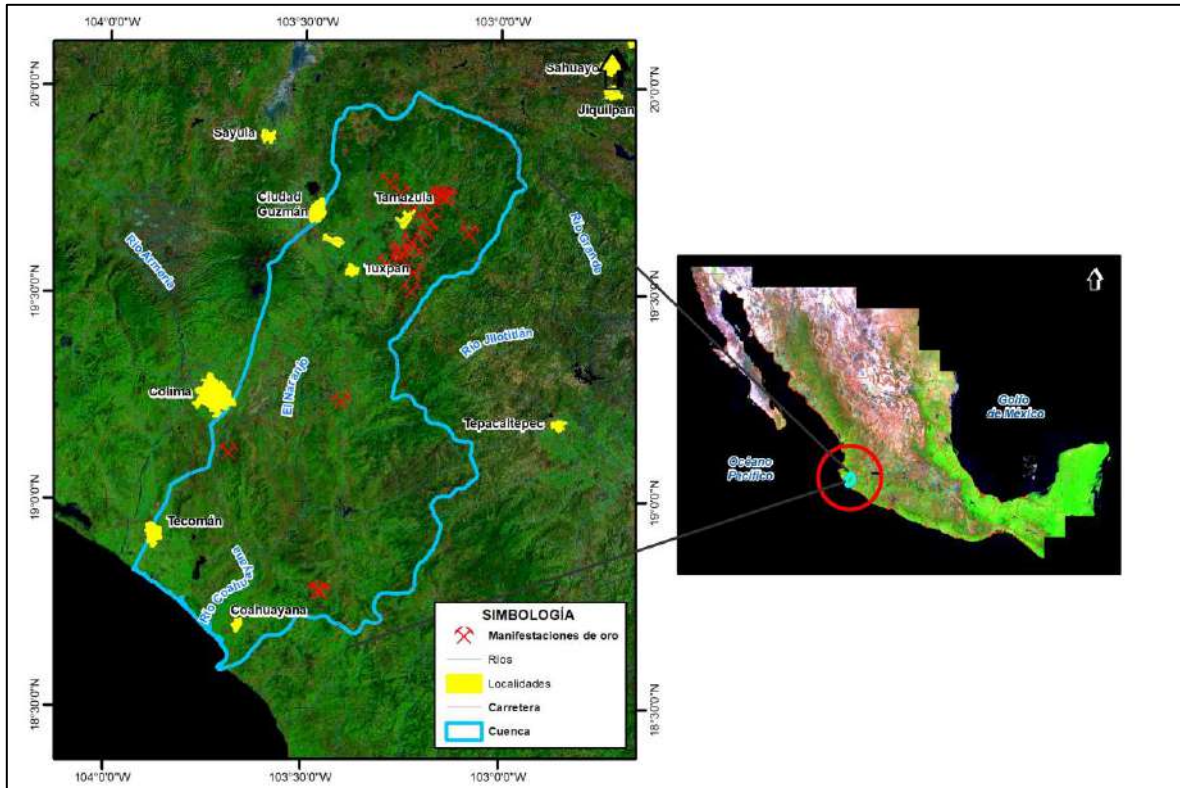 104°0'0"W
103°30'0"W
103°0'0"W
20°0'0"N
19°30'0"N
19°0'0"N
18°30'0"N
20°0'0"N
19°30'0"N
19°0'0"N
18°30'0"N
Sahuayo
Jiquilpan
Sayula
Ciudad
Guzmán
Tamazula
Río Armería
Río Grande
Tuxpan
Río Jilotitlán
El Naranjo
Colima
Tepacaltepec
Tecomán
Río Coahuayana
Coahuayana
SIMBOLOGÍA
Manifestaciones de oro
Ríos
Localidades
Carretera
Cuenca
104°0'0"W
103°30'0"W
103°0'0"W
Golfo
de México
Océano
Pacífico